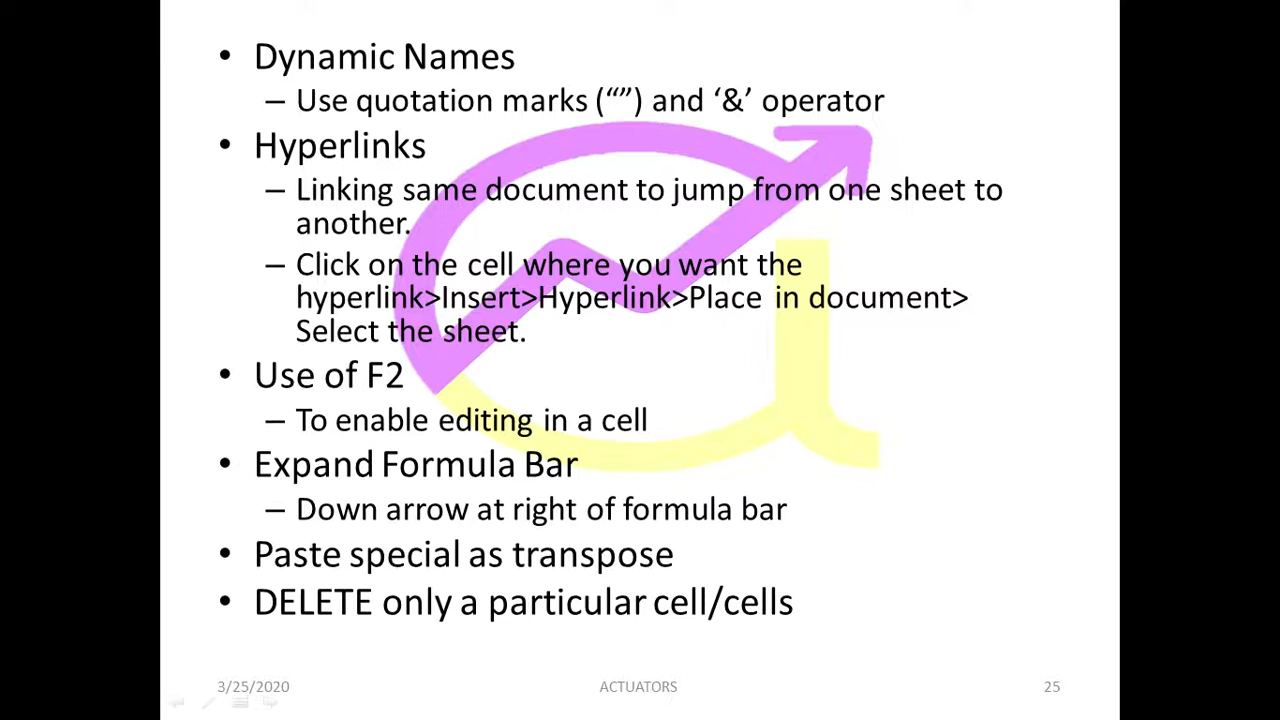 • Dynamic Names
– Use quotation marks (“”) and ‘&’ operator
• Hyperlinks
– Linking same document to jump from one sheet to
another.
– Click on the cell where you want the
hyperlink>Insert>Hyperlink>Place in document>
Select the sheet.
• Use of F2
– To enable editing in a cell
• Expand Formula Bar
– Down arrow at right of formula bar
• Paste special as transpose
• DELETE only a particular cell/cells
3/25/2020 ACTUATORS 25